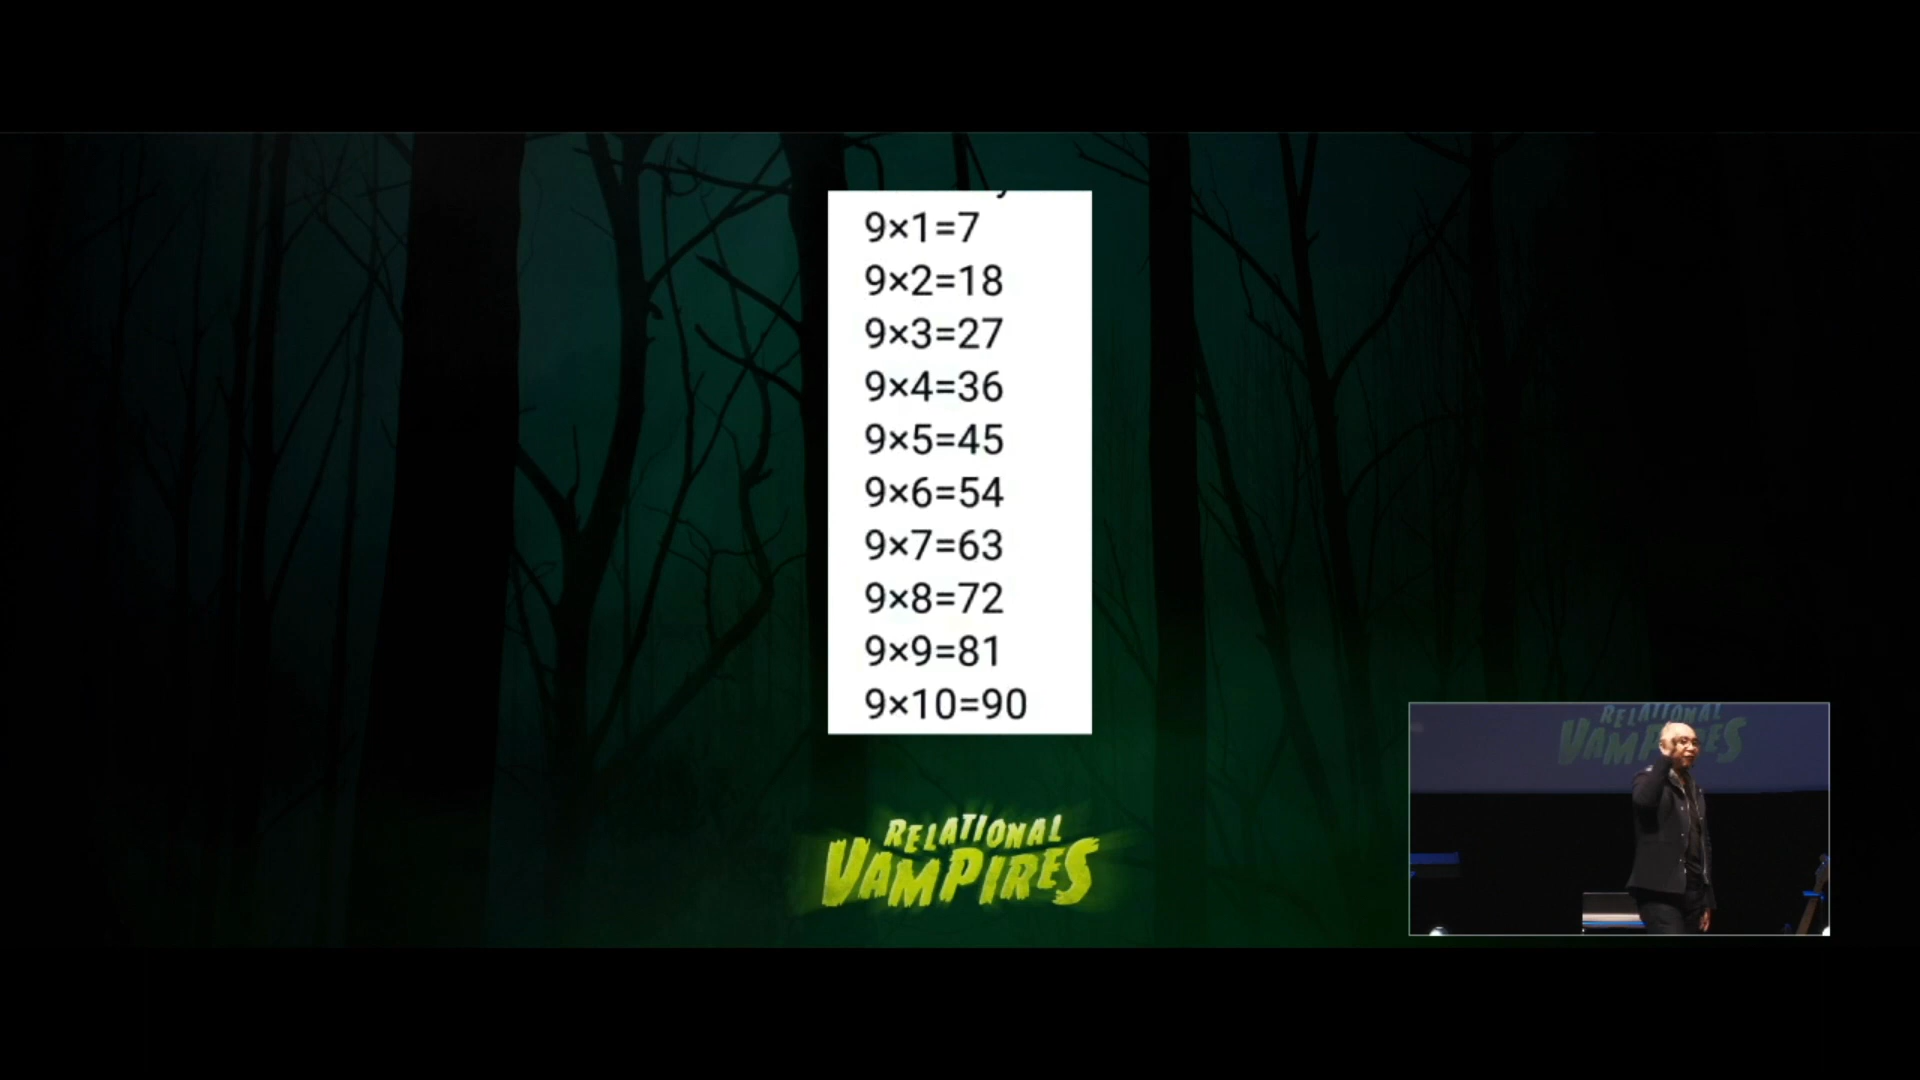 9×1=7
9×2=18
9×3=27
9×4=36
9×5=45
9×6=54
9×7=63
9×8=72
9×9=81
9×10=90
RELATIONAL
VAMPIRES
RELATIONAL
VAMPIRES